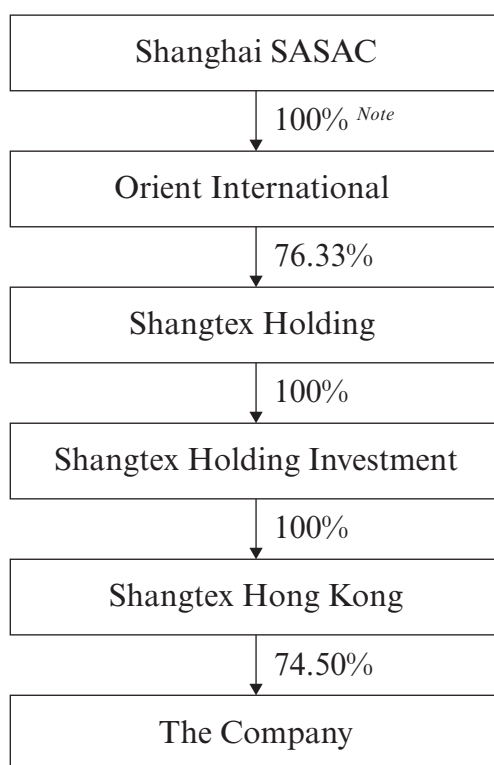 Shanghai SASAC
100% Note
Orient International
76.33%
Shangtex Holding
100%
Shangtex Holding Investment
100%
Shangtex Hong Kong
74.50%
The Company